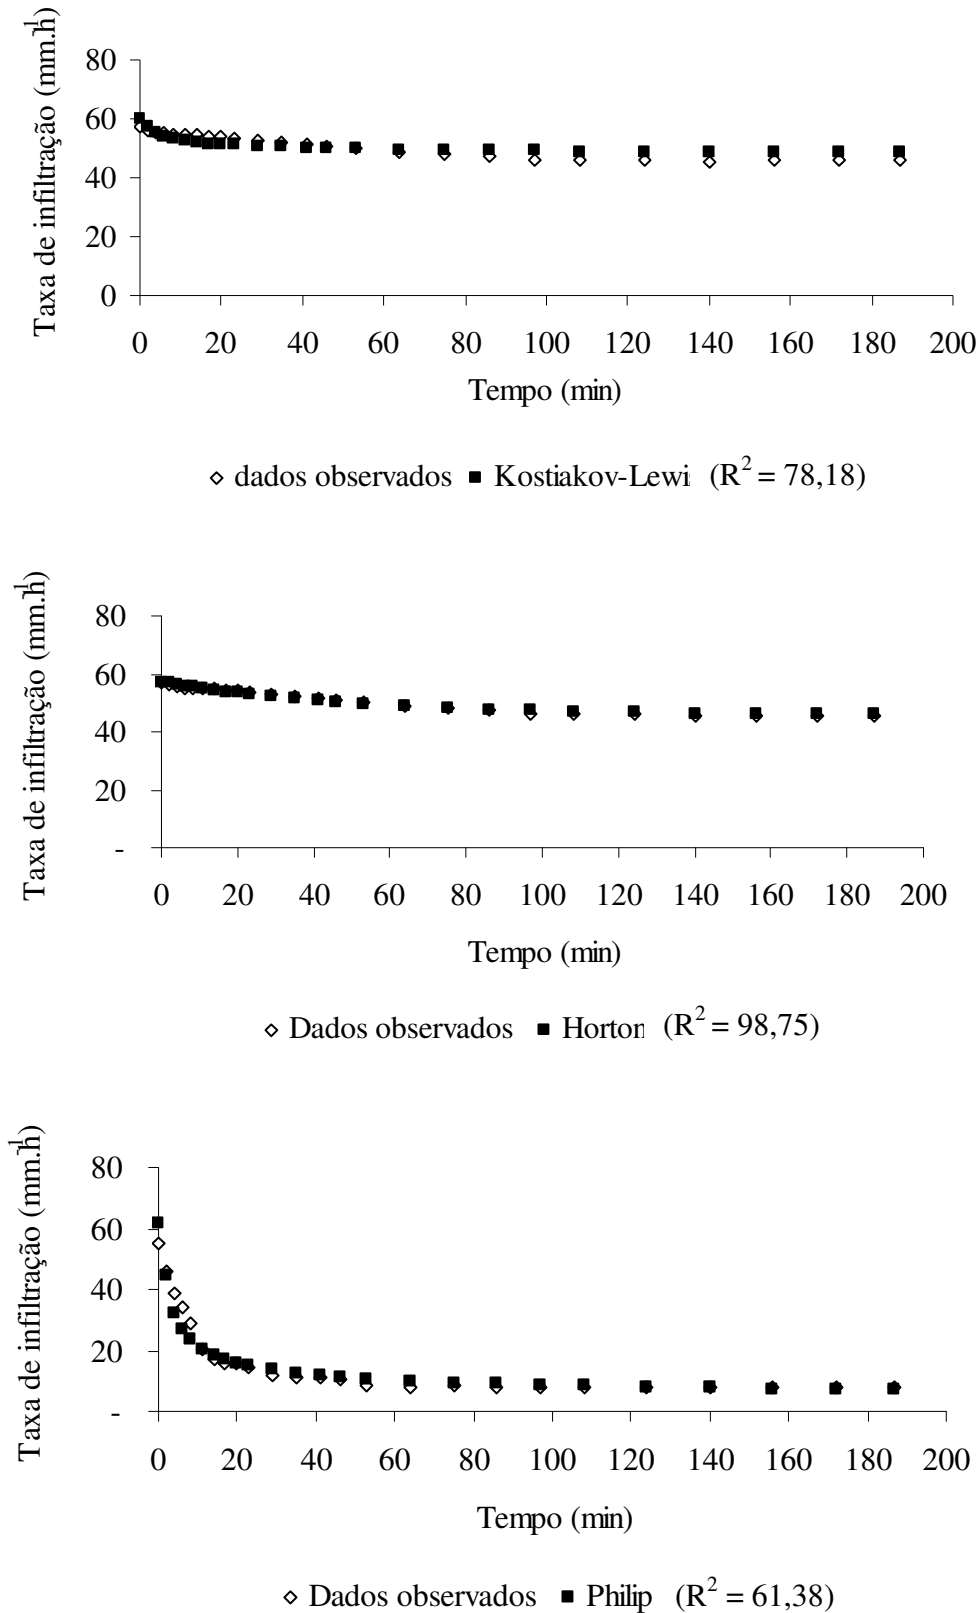 Taxa de infiltração (mm.h-1)
80
60
40
20
0
0 20 40 60 80 100 120 140 160 180 200
Tempo (min)
dados observados Kostiakov-Lewi (R² = 78,18)
Taxa de infiltração (mm.h-1)
80
60
40
20
-
0 20 40 60 80 100 120 140 160 180 200
Tempo (min)
Dados observados Horton (R² = 98,75)
Taxa de infiltração (mm.h-1)
80
60
40
20
-
0 20 40 60 80 100 120 140 160 180 200
Tempo (min)
Dados observados Philip (R² = 61,38)